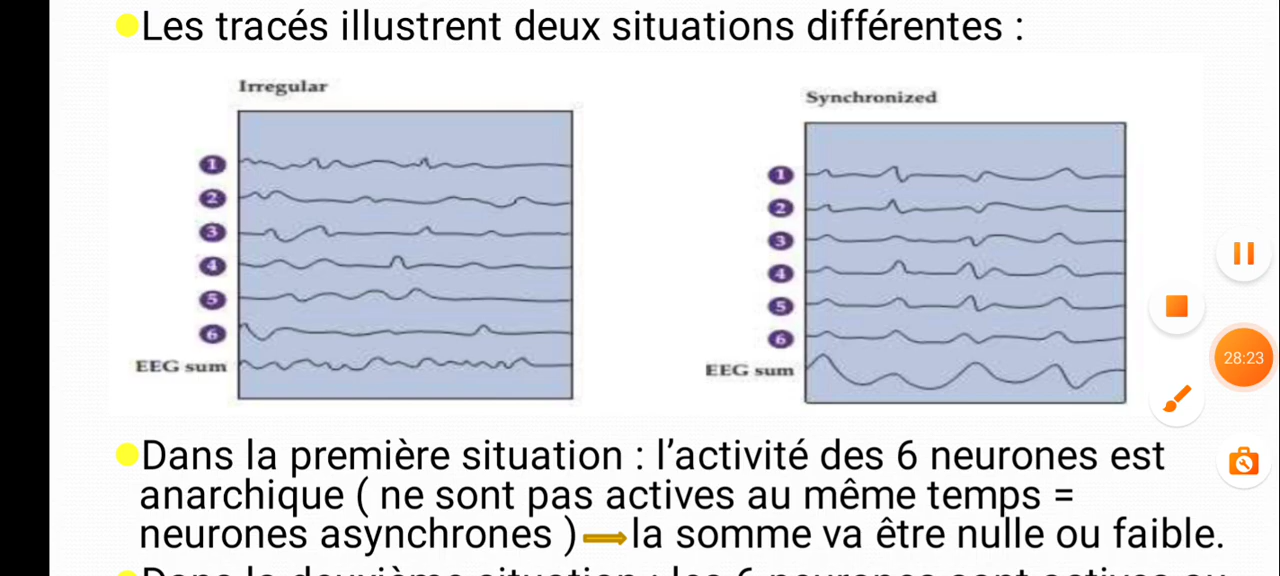 Les tracés illustrent deux situations différentes :
Irregular
1
2
3
4
5
6
EEG sum
Synchronized
1
2
3
4
5
6
EEG sum
28:23
Dans la première situation : l’activité des 6 neurones est
anarchique ( ne sont pas actives au même temps =
neurones asynchrones ) la somme va être nulle ou faible.